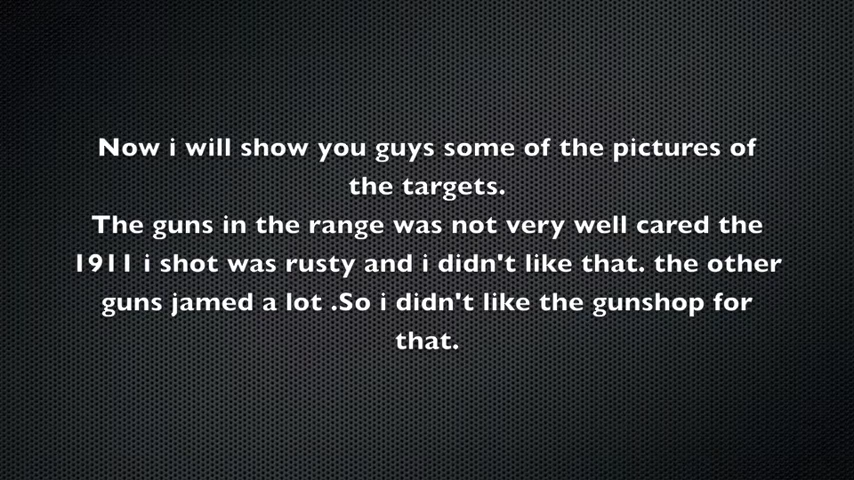 Now i will show you guys some of the pictures of
the targets.
The guns in the range was not very well cared the
1911 i shot was rusty and i didn't like that. the other
guns jamed a lot .So i didn't like the gunshop for
that.